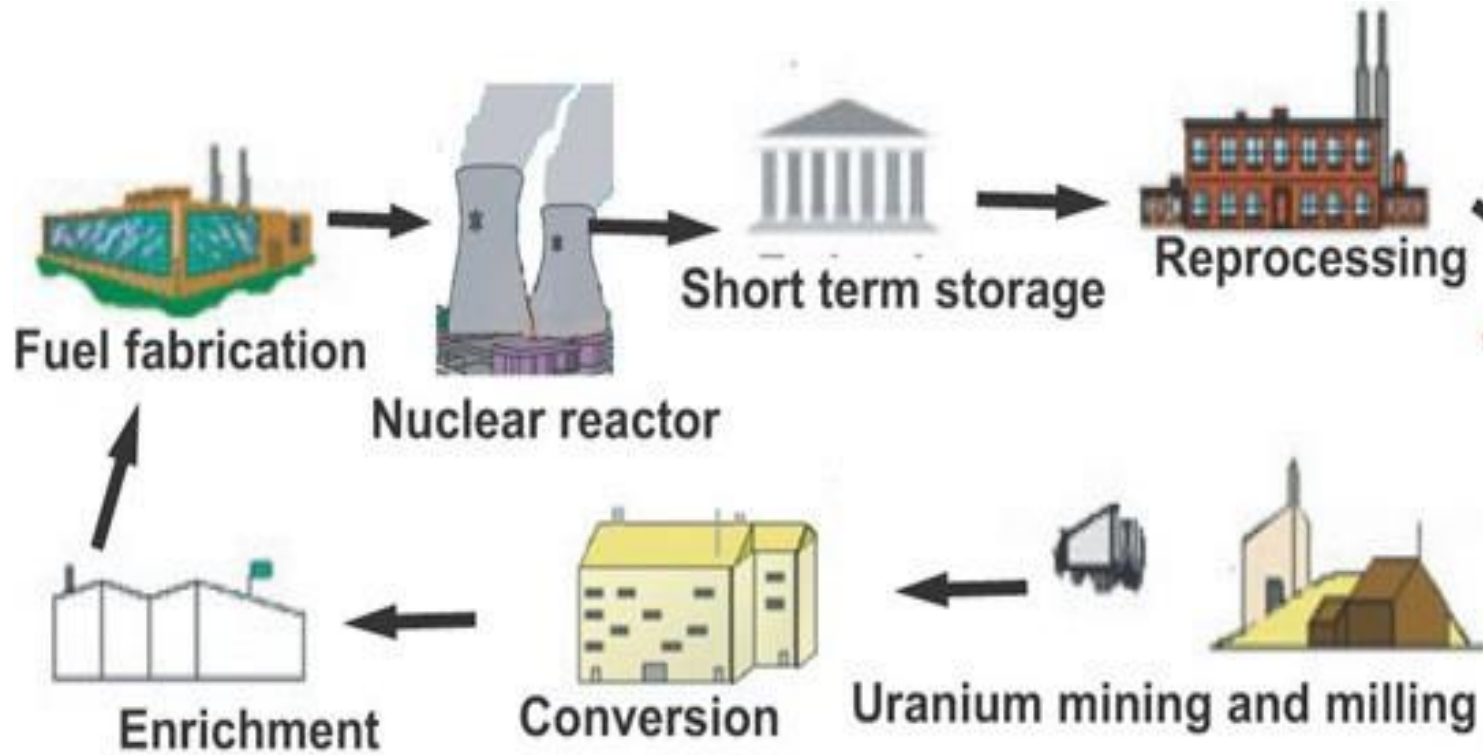 Fuel fabrication
Nuclear reactor
Short term storage
Reprocessing
Enrichment
Conversion
Uranium mining and milling